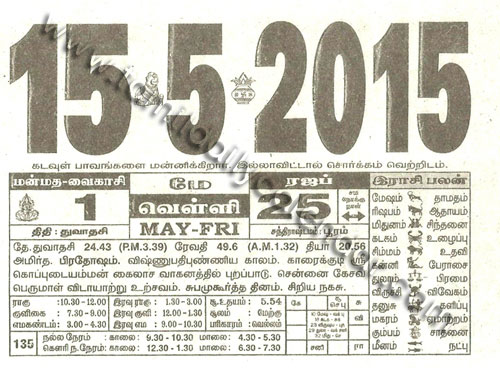 15-5-2015
கடவுள் பாவங்களை மன்னிக்கிறார். இல்லாவிட்டால் சொர்க்கம் வெற்றிடம்.
மன்மத-வைகாசி மே ரஜப் இராசி பலன்
1 வெள்ளி 25
திதி: துவாதசி MAY-FRI சந்திராஷ்டமம்: பூரம்
தே.துவாதசி 24.43 (P.M.3.39) ரேவதி 49.6 (A.M.1.32) தியா 20.56
அமிர்த. பிரதோஷம். விஷ்ணுபதிபுண்ணிய காலம். காரைக்குடி
கொப்புடையம்மன் கைலாச வாகனத்தில் புறப்பாடு. சென்னை கேசவ
பெருமாள் விடாயாற்று உற்சவம். சுபமுகூர்த்த தினம். சிறிய நகசு.
ராகு :10.30 - 12.00 இரவு ராகு : 1.30 - 3.00 சூ.உதயம் : 5.54
குளிகை : 7.30 - 9.00 இரவு குளி : 12.00 - 1.30 சூலம் : மேற்கு
எமகண்டம் : 3.00 - 4.30 இரவு எம : 9.00 - 10.30 பரிகாரம் : வெல்லம்
135 நல்ல நேரம் : காலை: 9.30 - 10.30 மாலை: 4.30 - 5.30
கௌரி ந.நேரம்: காலை: 12.30 - 1.30 மாலை: 6.30 - 7.30
மேஷம் தாமதம்
ரிஷபம் ஆதாயம்
மிதுனம் சிந்தனை
கடகம் உழைப்பு
சிம்மம் உதவி
கன்னி பேராசை
துலாம் பிரமை
விருச்சிகம் விவேகம்
தனுசு களிப்பு
மகரம் ஏமாற்றம்
கும்பம் சாதனை
மீனம் நட்பு